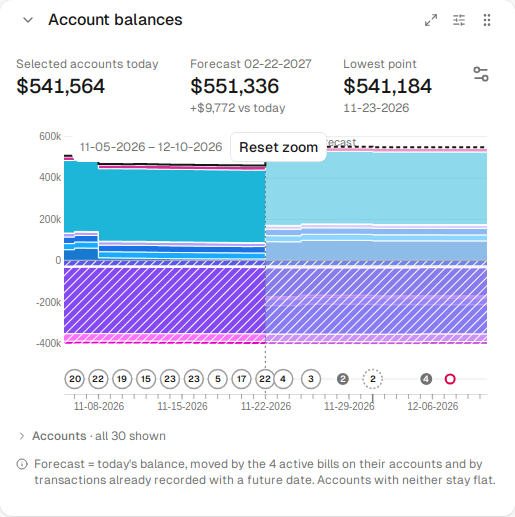 Account balances
Selected accounts today
$541,564
Forecast 02-22-2027
$551,336
+$9,772 vs today
Lowest point
$541,184
11-23-2026
600k
11-05-2026 – 12-10-2026
Reset zoom
400k
200k
0
-200k
-400k
20 22 19 15 23 23 5 17 22 4 3 2 2 4
11-08-2026 11-15-2026 11-22-2026 11-29-2026 12-06-2026
Accounts · all 30 shown
Forecast = today's balance, moved by the 4 active bills on their accounts and by
transactions already recorded with a future date. Accounts with neither stay flat.